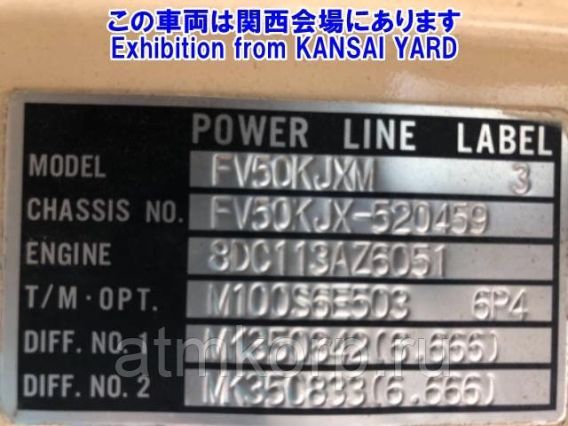 この車両は関西会場にあります
Exhibition from KANSAI YARD
POWER LINE LABEL
MODEL FV50KJXM 3
CHASSIS NO. FV50KJX-520459
ENGINE 8DC113AZ6051
T/M·OPT. M100S6E503 6P4
DIFF. NO. 1 (6.666)
DIFF. NO. 2 MK350833(6.666)
atmkorp.ru